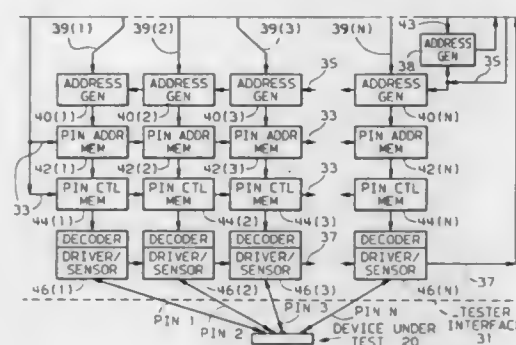 39(1) 39(2) 39(3) 39(N) 43
ADDRESS GEN 38 35
ADDRESS GEN ADDRESS GEN ADDRESS GEN 35 ADDRESS GEN
40(1) 40(2) 40(3) 40(N)
PIN ADDR MEM PIN ADDR MEM PIN ADDR MEM 33 PIN ADDR MEM
33 42(1) 42(2) 42(3) 42(N)
PIN CTL MEM PIN CTL MEM PIN CTL MEM 33 PIN CTL MEM
44(1) 44(2) 44(3) 44(N)
DECODER DECODER DECODER 37 DECODER
DRIVER/SENSOR DRIVER/SENSOR DRIVER/SENSOR DRIVER/SENSOR 37
46(1) 46(2) 46(3) 46(N)
PIN 1 PIN 2 PIN 3 PIN N
TESTER INTERFACE 31
DEVICE UNDER TEST 20